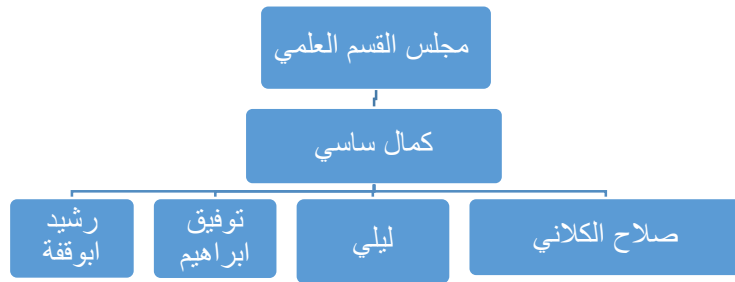 مجلس القسم العلمي
كمال ساسي
صلاح الكلاني
ليلي
توفيق
ابراهيم
رشيد
ابوقفة